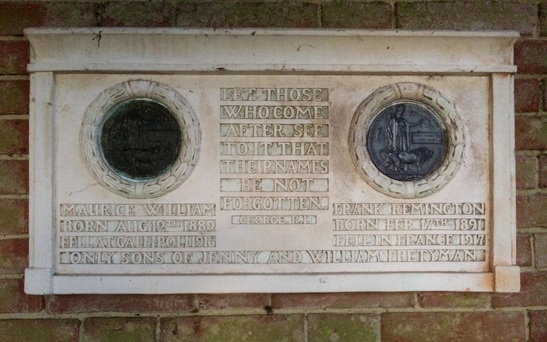 LET THOSE
WHO COME
AFTER SEE
TO IT THAT
THEIR NAMES
BE NOT
FORGOTTEN.
GEORGE R.I.
MAURICE WILLIAM
BORN AUG 12TH 1889
FELL AT GALLIPOLI 1915
FRANK REMINGTON
BORN FEB 17TH 1891
FELL IN FRANCE 1917
ONLY SONS OF JENNY AND WILLIAM PRETYMAN